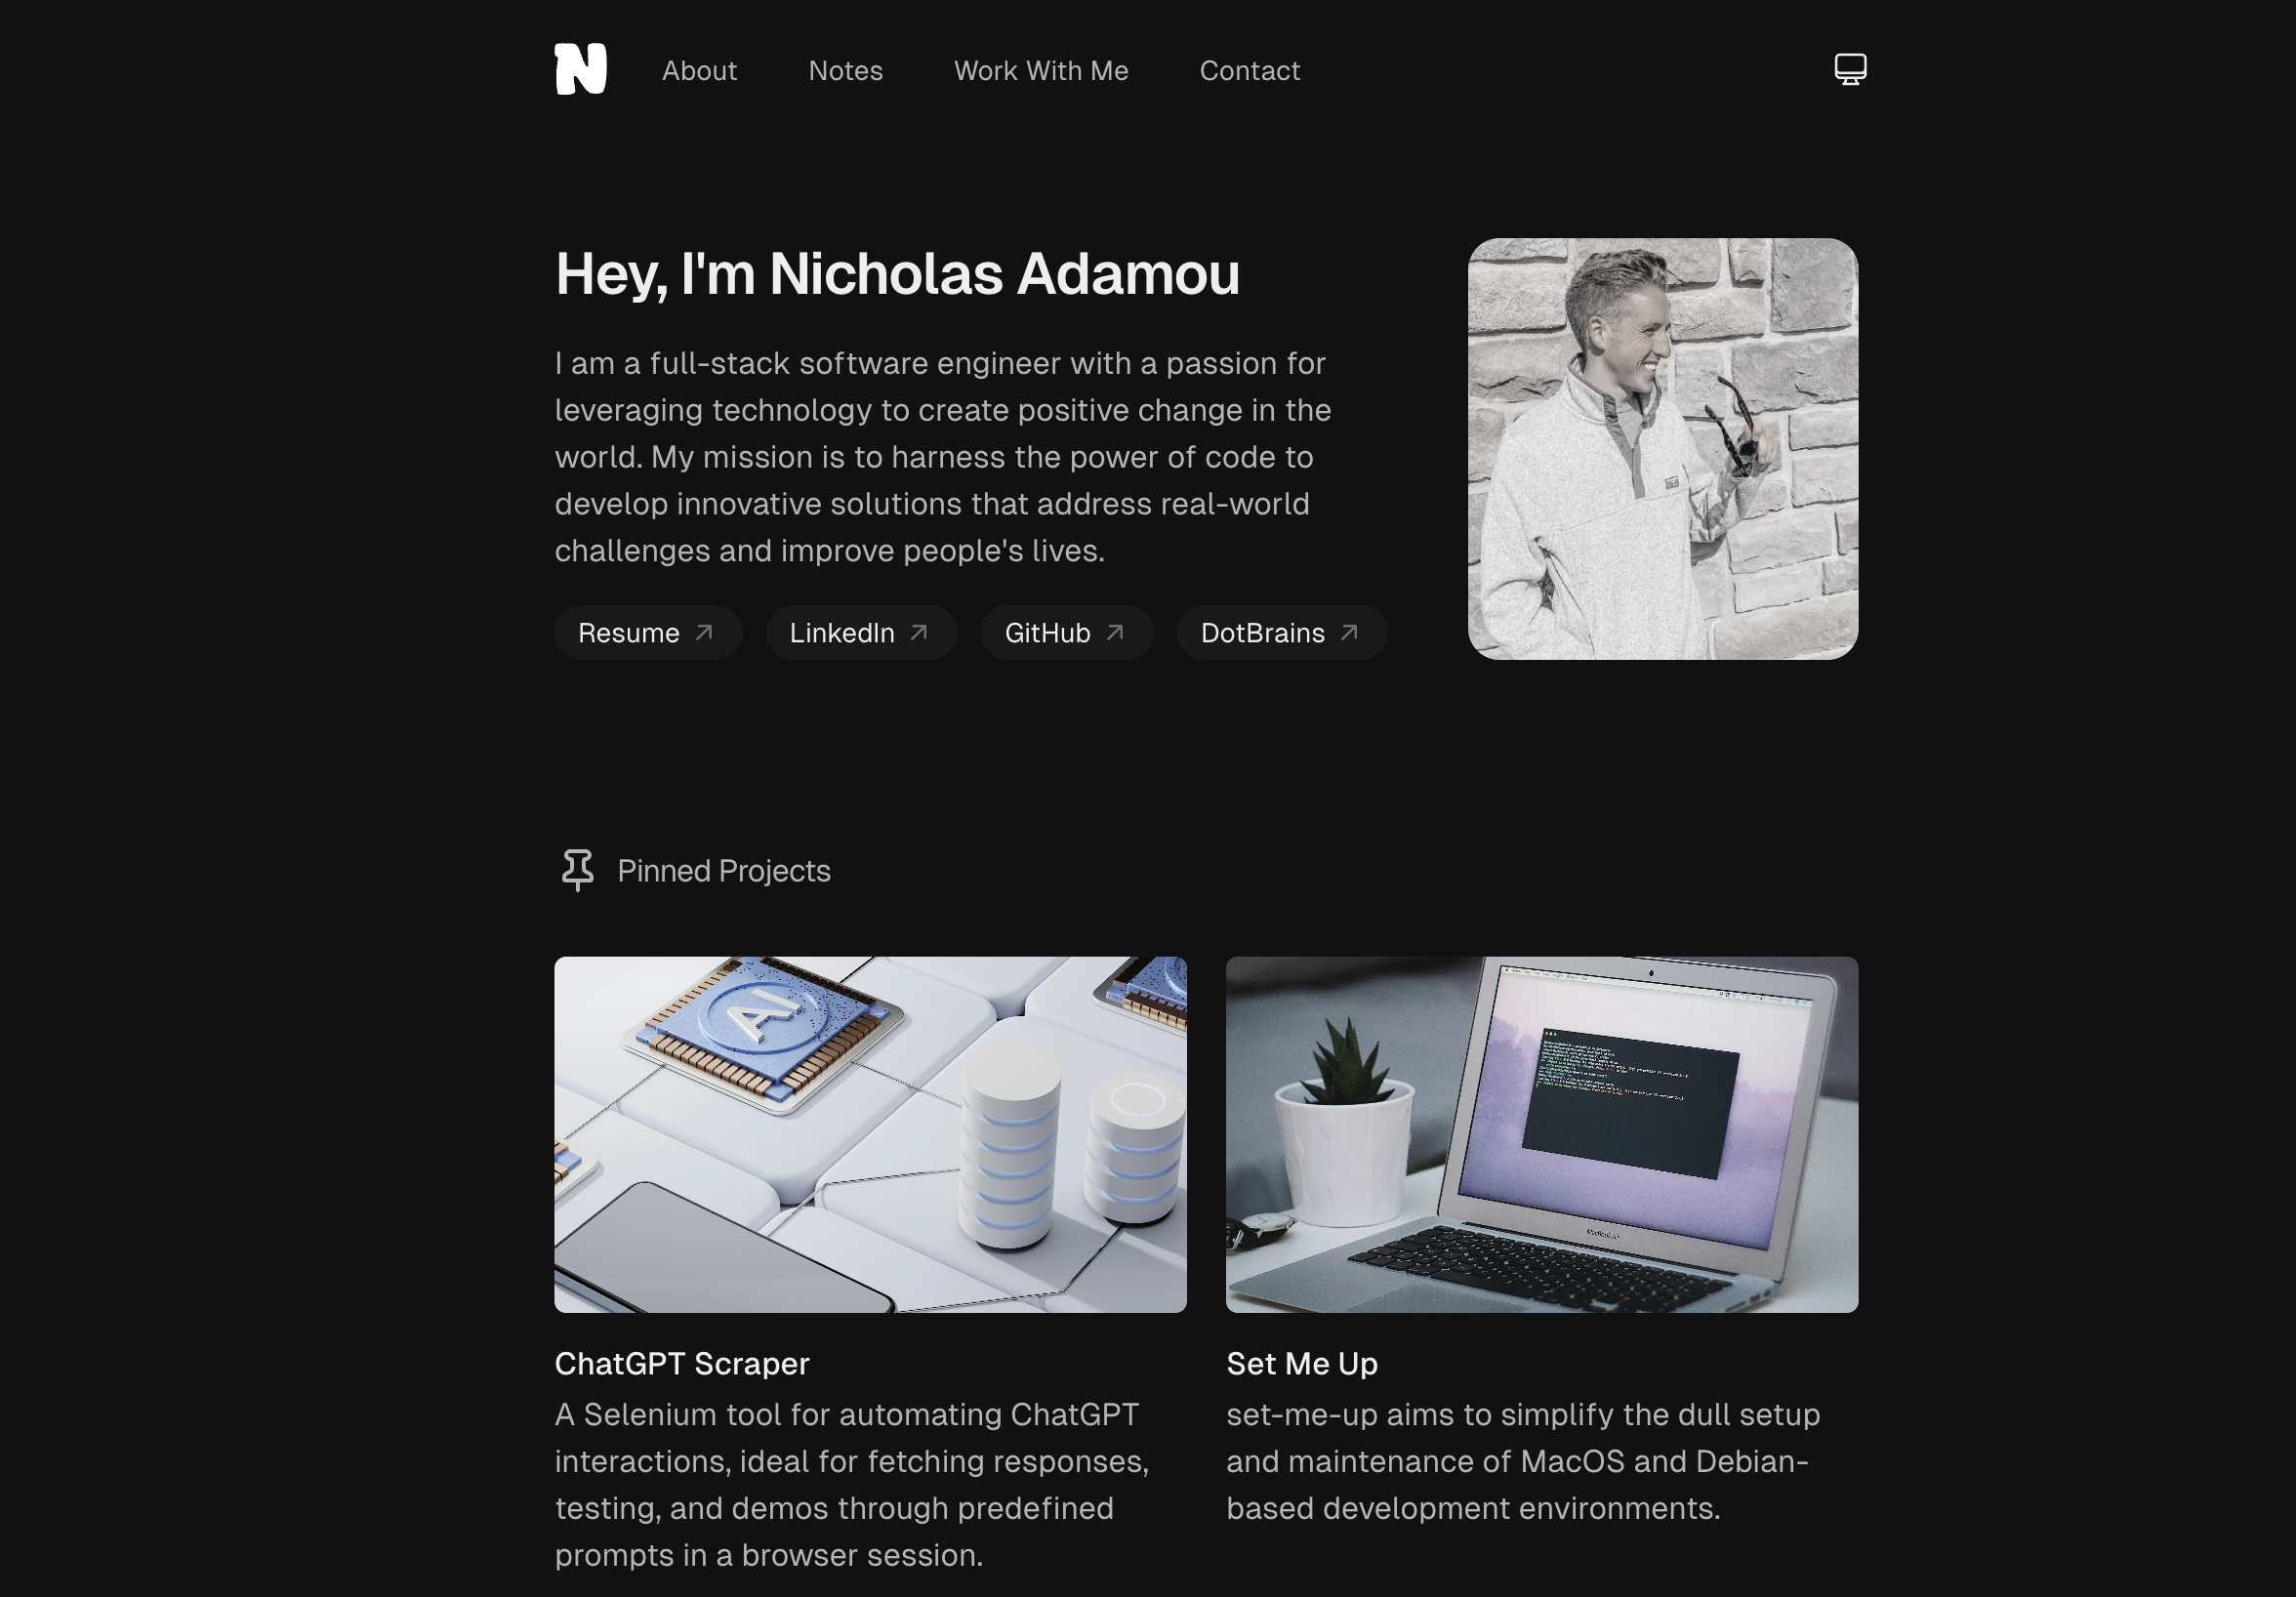 N
About Notes Work With Me Contact
Hey, I'm Nicholas Adamou
I am a full-stack software engineer with a passion for
leveraging technology to create positive change in the
world. My mission is to harness the power of code to
develop innovative solutions that address real-world
challenges and improve people's lives.
Resume LinkedIn GitHub DotBrains
Pinned Projects
AI
MacBook Air
ChatGPT Scraper
A Selenium tool for automating ChatGPT
interactions, ideal for fetching responses,
testing, and demos through predefined
prompts in a browser session.
Set Me Up
set-me-up aims to simplify the dull setup
and maintenance of MacOS and Debian-
based development environments.